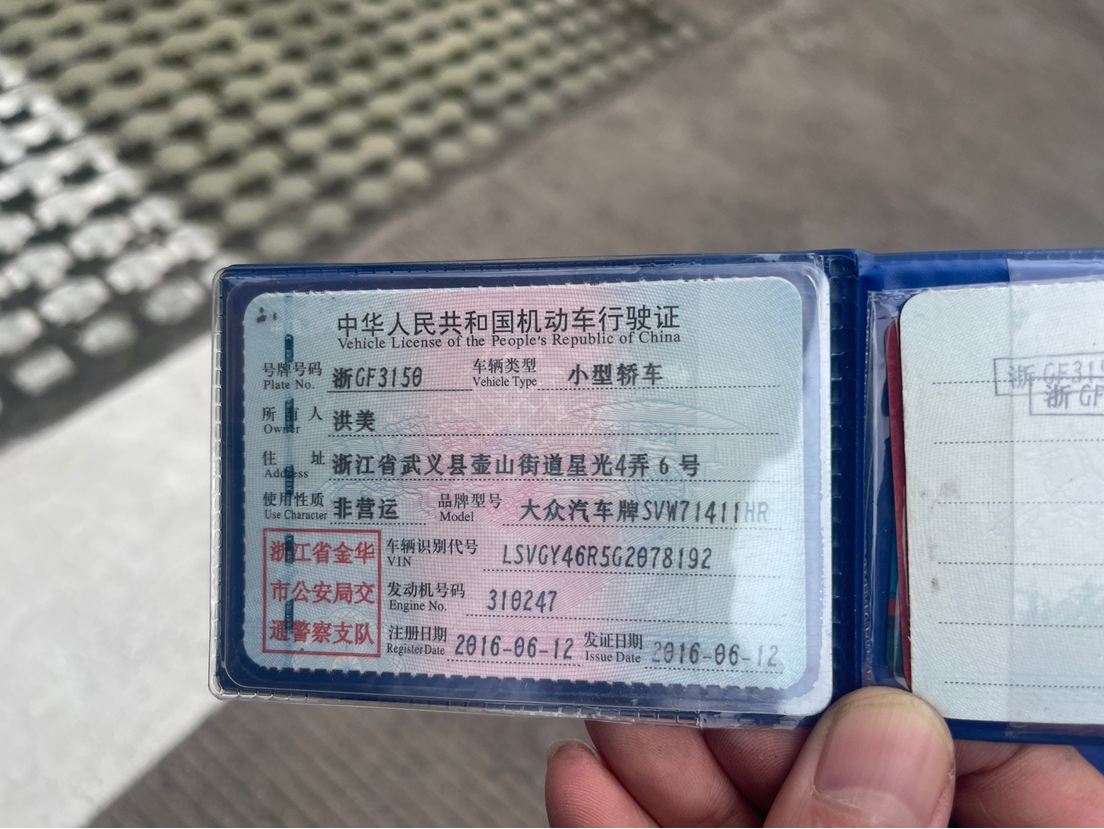 中华人民共和国机动车行驶证
Vehicle License of the People's Republic of China
号牌号码 浙GF3150 车辆类型 小型轿车
Plate No. Vehicle Type
所有人 洪美
Owner
住址 浙江省武义县壶山街道星光4弄6号
Address
使用性质 非营运 品牌型号 大众汽车牌SVW71411HR
Use Character Model
浙江省金华
市公安局交
通警察支队
车辆识别代号 LSVGY46R5G2078192
VIN
发动机号码 310247
Engine No.
注册日期 2016-06-12 发证日期 2016-06-12
Register Date Issue Date
浙GF315
浙GF